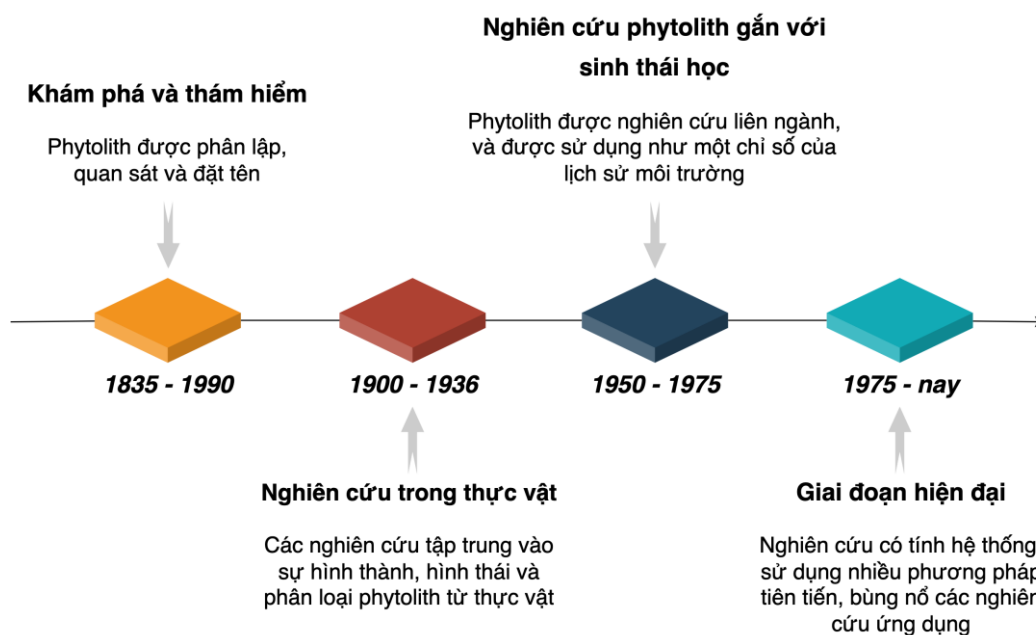 Khám phá và thám hiểm
Phytolith được phân lập,
quan sát và đặt tên
Nghiên cứu phytolith gắn với
sinh thái học
Phytolith được nghiên cứu liên ngành,
và được sử dụng như một chỉ số của
lịch sử môi trường
1835 - 1990
1900 - 1936
1950 - 1975
1975 - nay
Nghiên cứu trong thực vật
Các nghiên cứu tập trung vào
sự hình thành, hình thái và
phân loại phytolith từ thực vật
Giai đoạn hiện đại
Nghiên cứu có tính hệ thống,
sử dụng nhiều phương pháp
tiên tiến, bùng nổ các nghiên
cứu ứng dụng